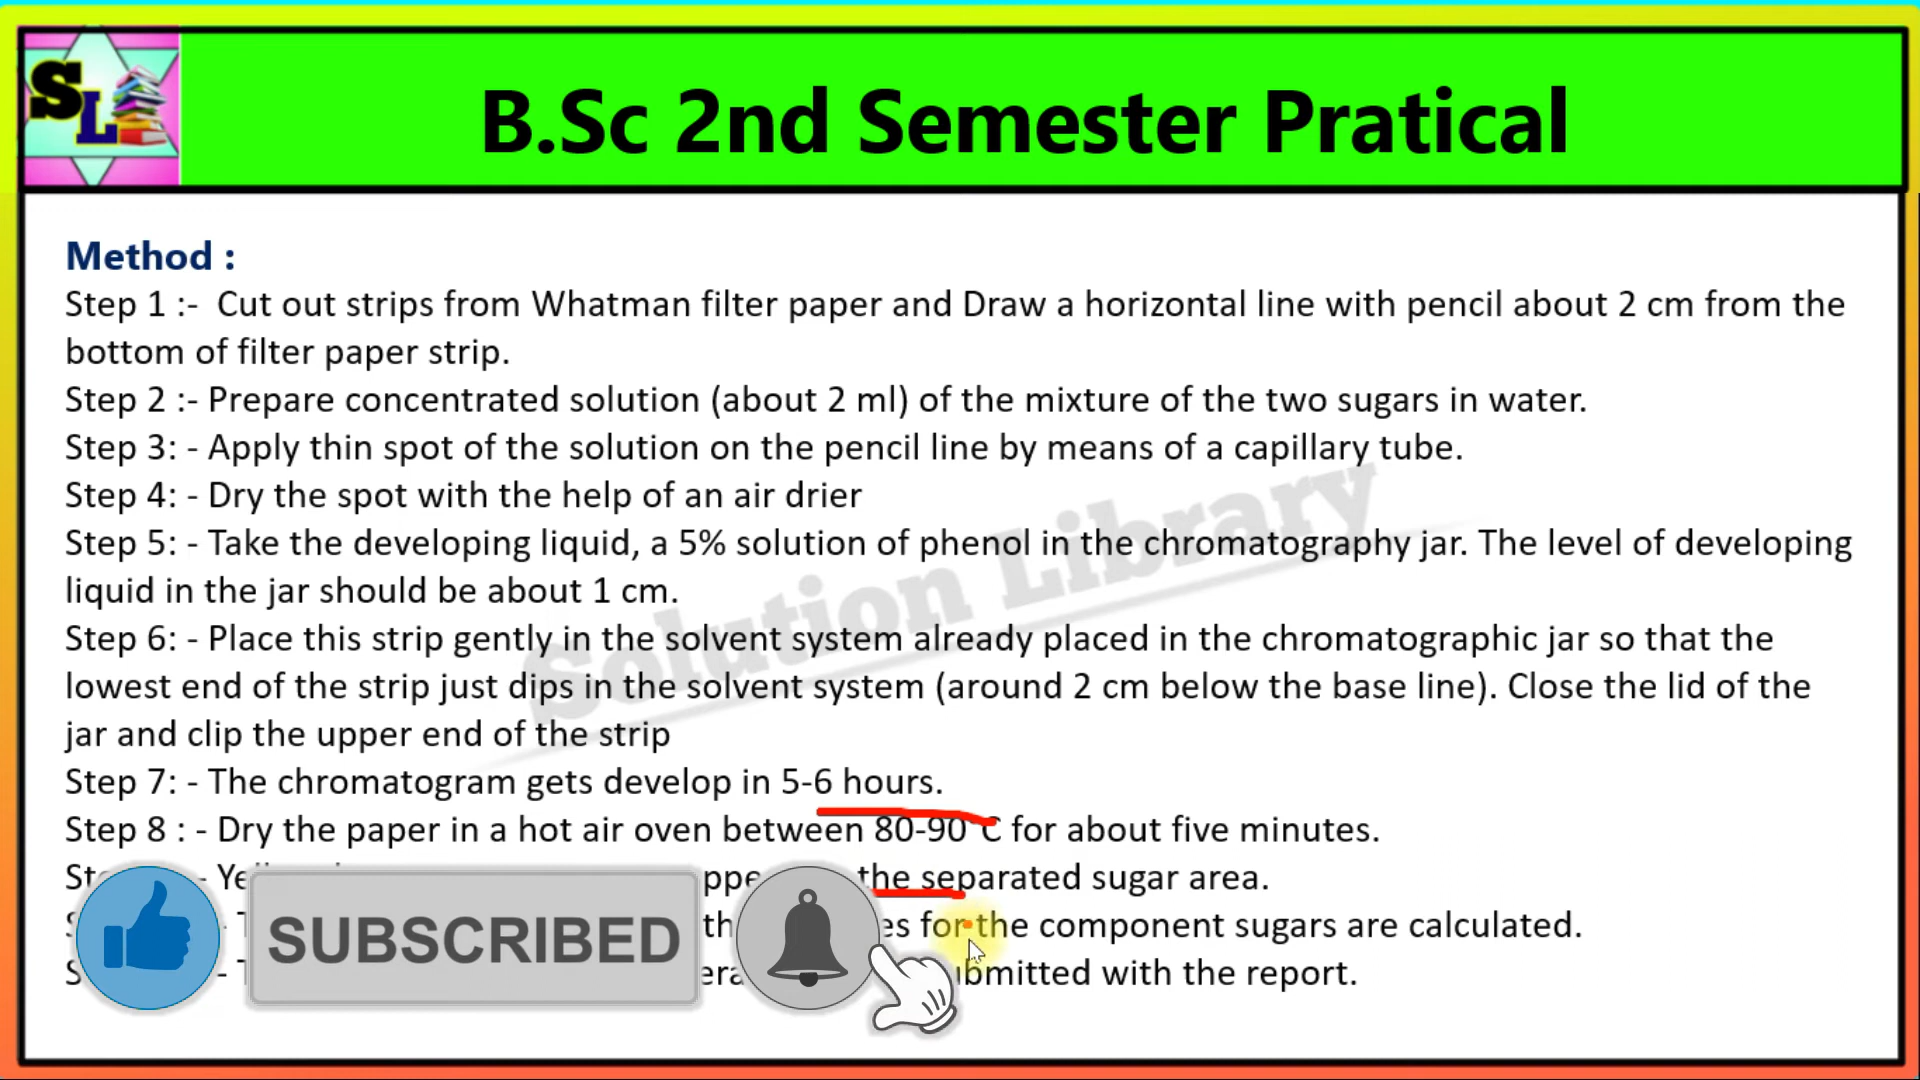 SL
B.Sc 2nd Semester Pratical
Method :
Step 1 :- Cut out strips from Whatman filter paper and Draw a horizontal line with pencil about 2 cm from the
bottom of filter paper strip.
Step 2 :- Prepare concentrated solution (about 2 ml) of the mixture of the two sugars in water.
Step 3: - Apply thin spot of the solution on the pencil line by means of a capillary tube.
Step 4: - Dry the spot with the help of an air drier
Step 5: - Take the developing liquid, a 5% solution of phenol in the chromatography jar. The level of developing
liquid in the jar should be about 1 cm.
Step 6: - Place this strip gently in the solvent system already placed in the chromatographic jar so that the
lowest end of the strip just dips in the solvent system (around 2 cm below the base line). Close the lid of the
jar and clip the upper end of the strip
Step 7: - The chromatogram gets develop in 5-6 hours.
Step 8 : - Dry the paper in a hot air oven between 80-90°C for about five minutes.
the separated sugar area.
for the component sugars are calculated.
with the report.
SUBSCRIBED
Solution Library